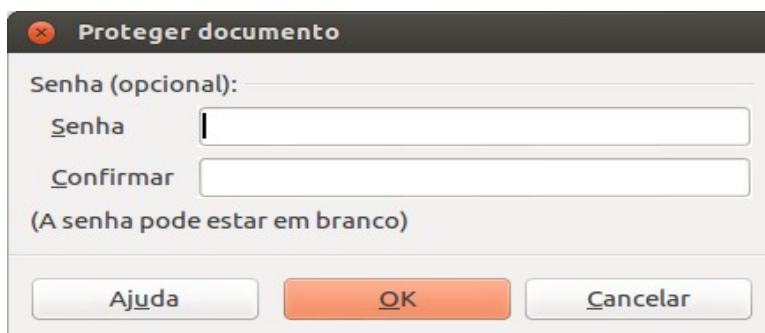 Proteger documento
Senha (opcional):
Senha
Confirmar
(A senha pode estar em branco)
Ajuda OK Cancelar